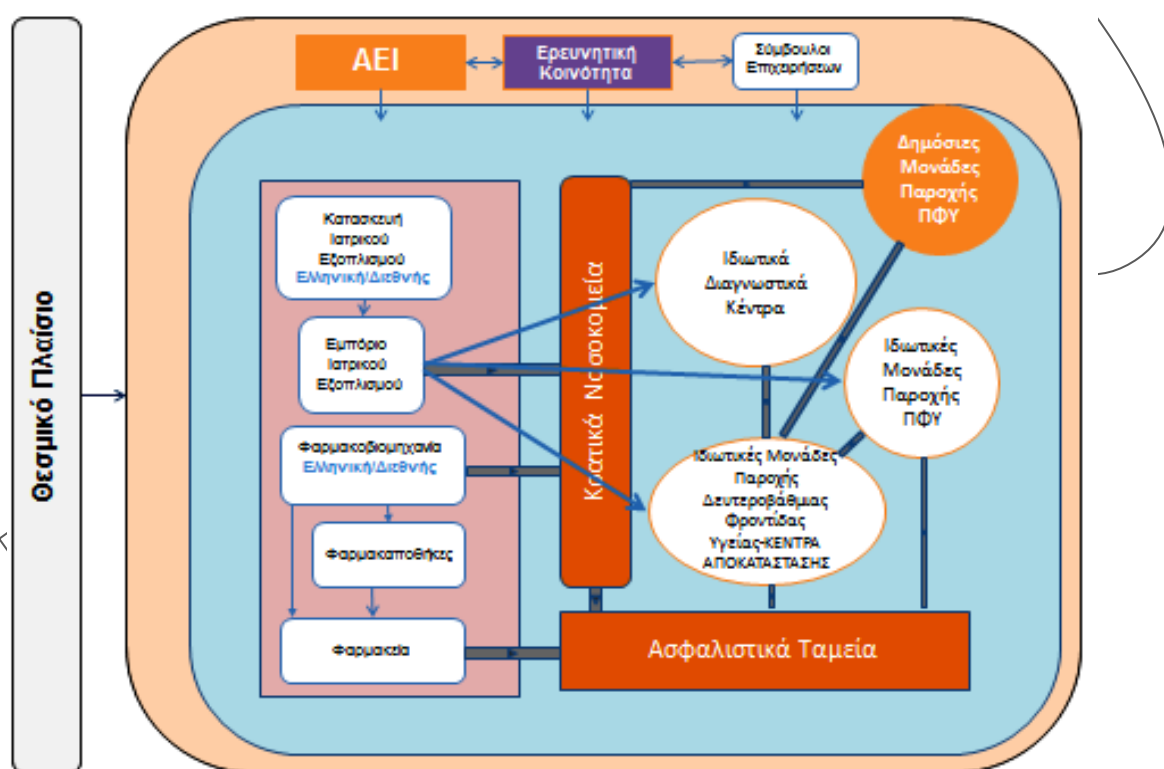 Θεσμικό Πλαίσιο
ΑΕΙ
Ερευνητική
Κοινότητα
Σύμβουλοι
Επιχειρήσεων
Δημόσιες
Μονάδες
Παροχής
ΠΦΥ
Κατασκευή
Ιατρικού
Εξοπλισμού
Ελληνική/Διεθνής
Εμπόριο
Ιατρικού
Εξοπλισμού
Φαρμακοβιομηχανία
Ελληνική/Διεθνής
Φαρμακαποθήκες
Φαρμακεία
Κρατικά Νοσοκομεία
Ιδιωτικά
Διαγνωστικά
Κέντρα
Ιδιωτικές
Μονάδες
Παροχής
ΠΦΥ
Ιδιωτικές Μονάδες
Παροχής
Δευτεροβάθμιας
Φροντίδας
Υγείας-ΚΕΝΤΡΑ
ΑΠΟΚΑΤΑΣΤΑΣΗΣ
Ασφαλιστικά Ταμεία